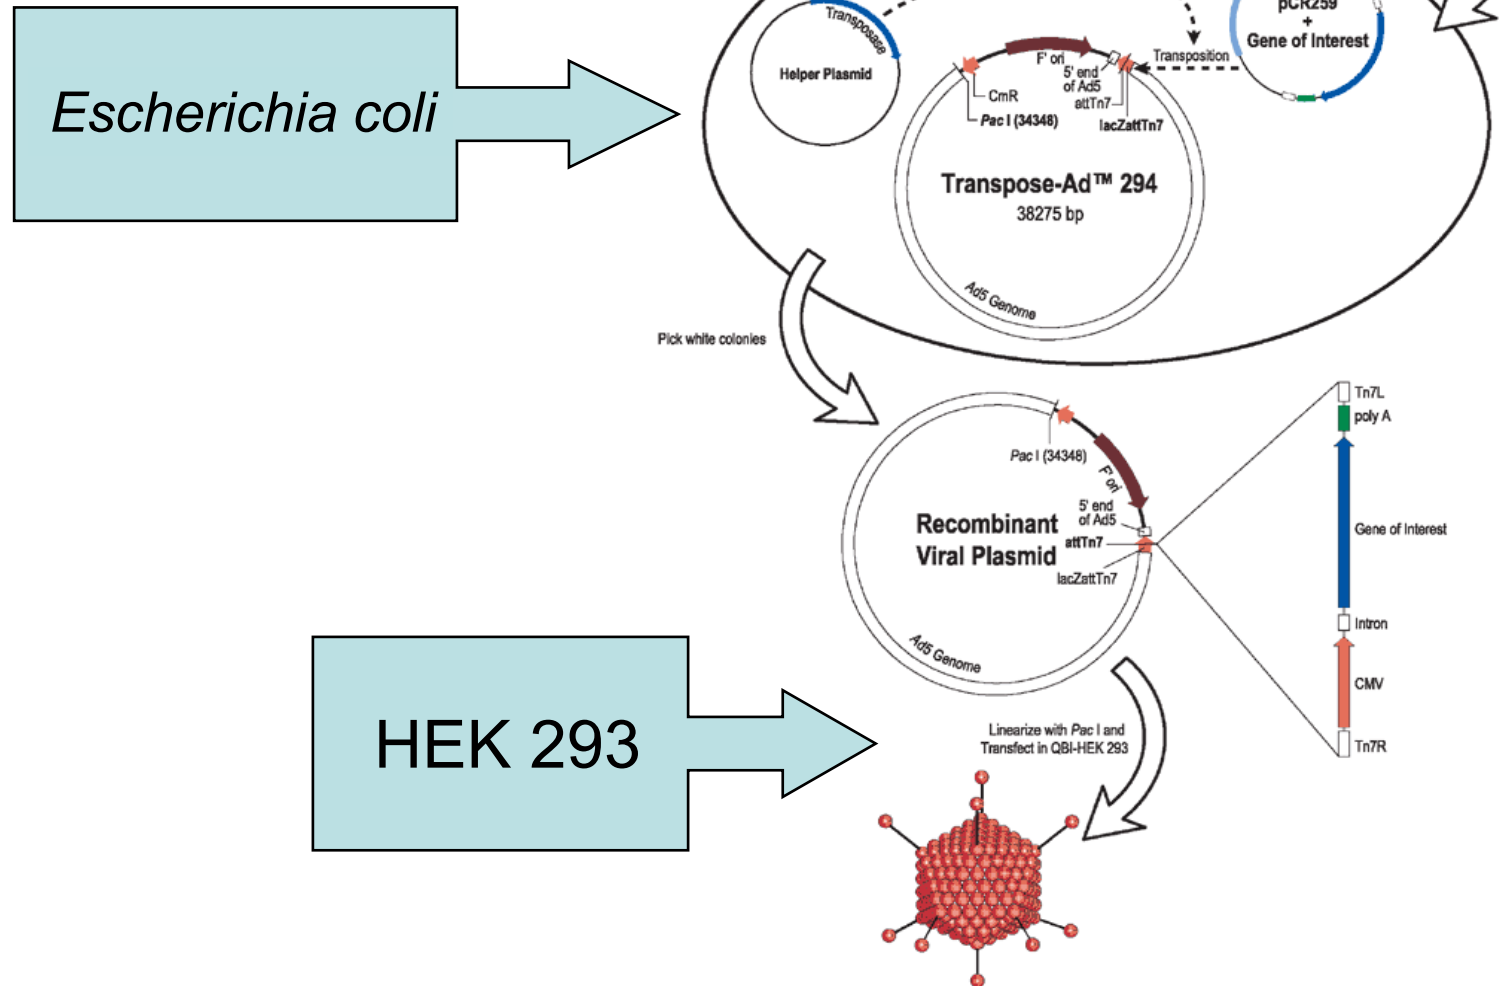 Escherichia coli
Transposase
Helper Plasmid
pCR259
+
Gene of Interest
Transposition
F' ori
5' end
of Ad5
attTn7
lacZattTn7
CmR
Pac I (34348)
Transpose-Ad™ 294
38275 bp
Ad5 Genome
Pick white colonies
Pac I (34348)
F' ori
5' end
of Ad5
attTn7
lacZattTn7
Recombinant
Viral Plasmid
Ad5 Genome
Tn7L
poly A
Gene of Interest
Intron
CMV
Tn7R
HEK 293
Linearize with Pac I and
Transfect in QBI-HEK 293